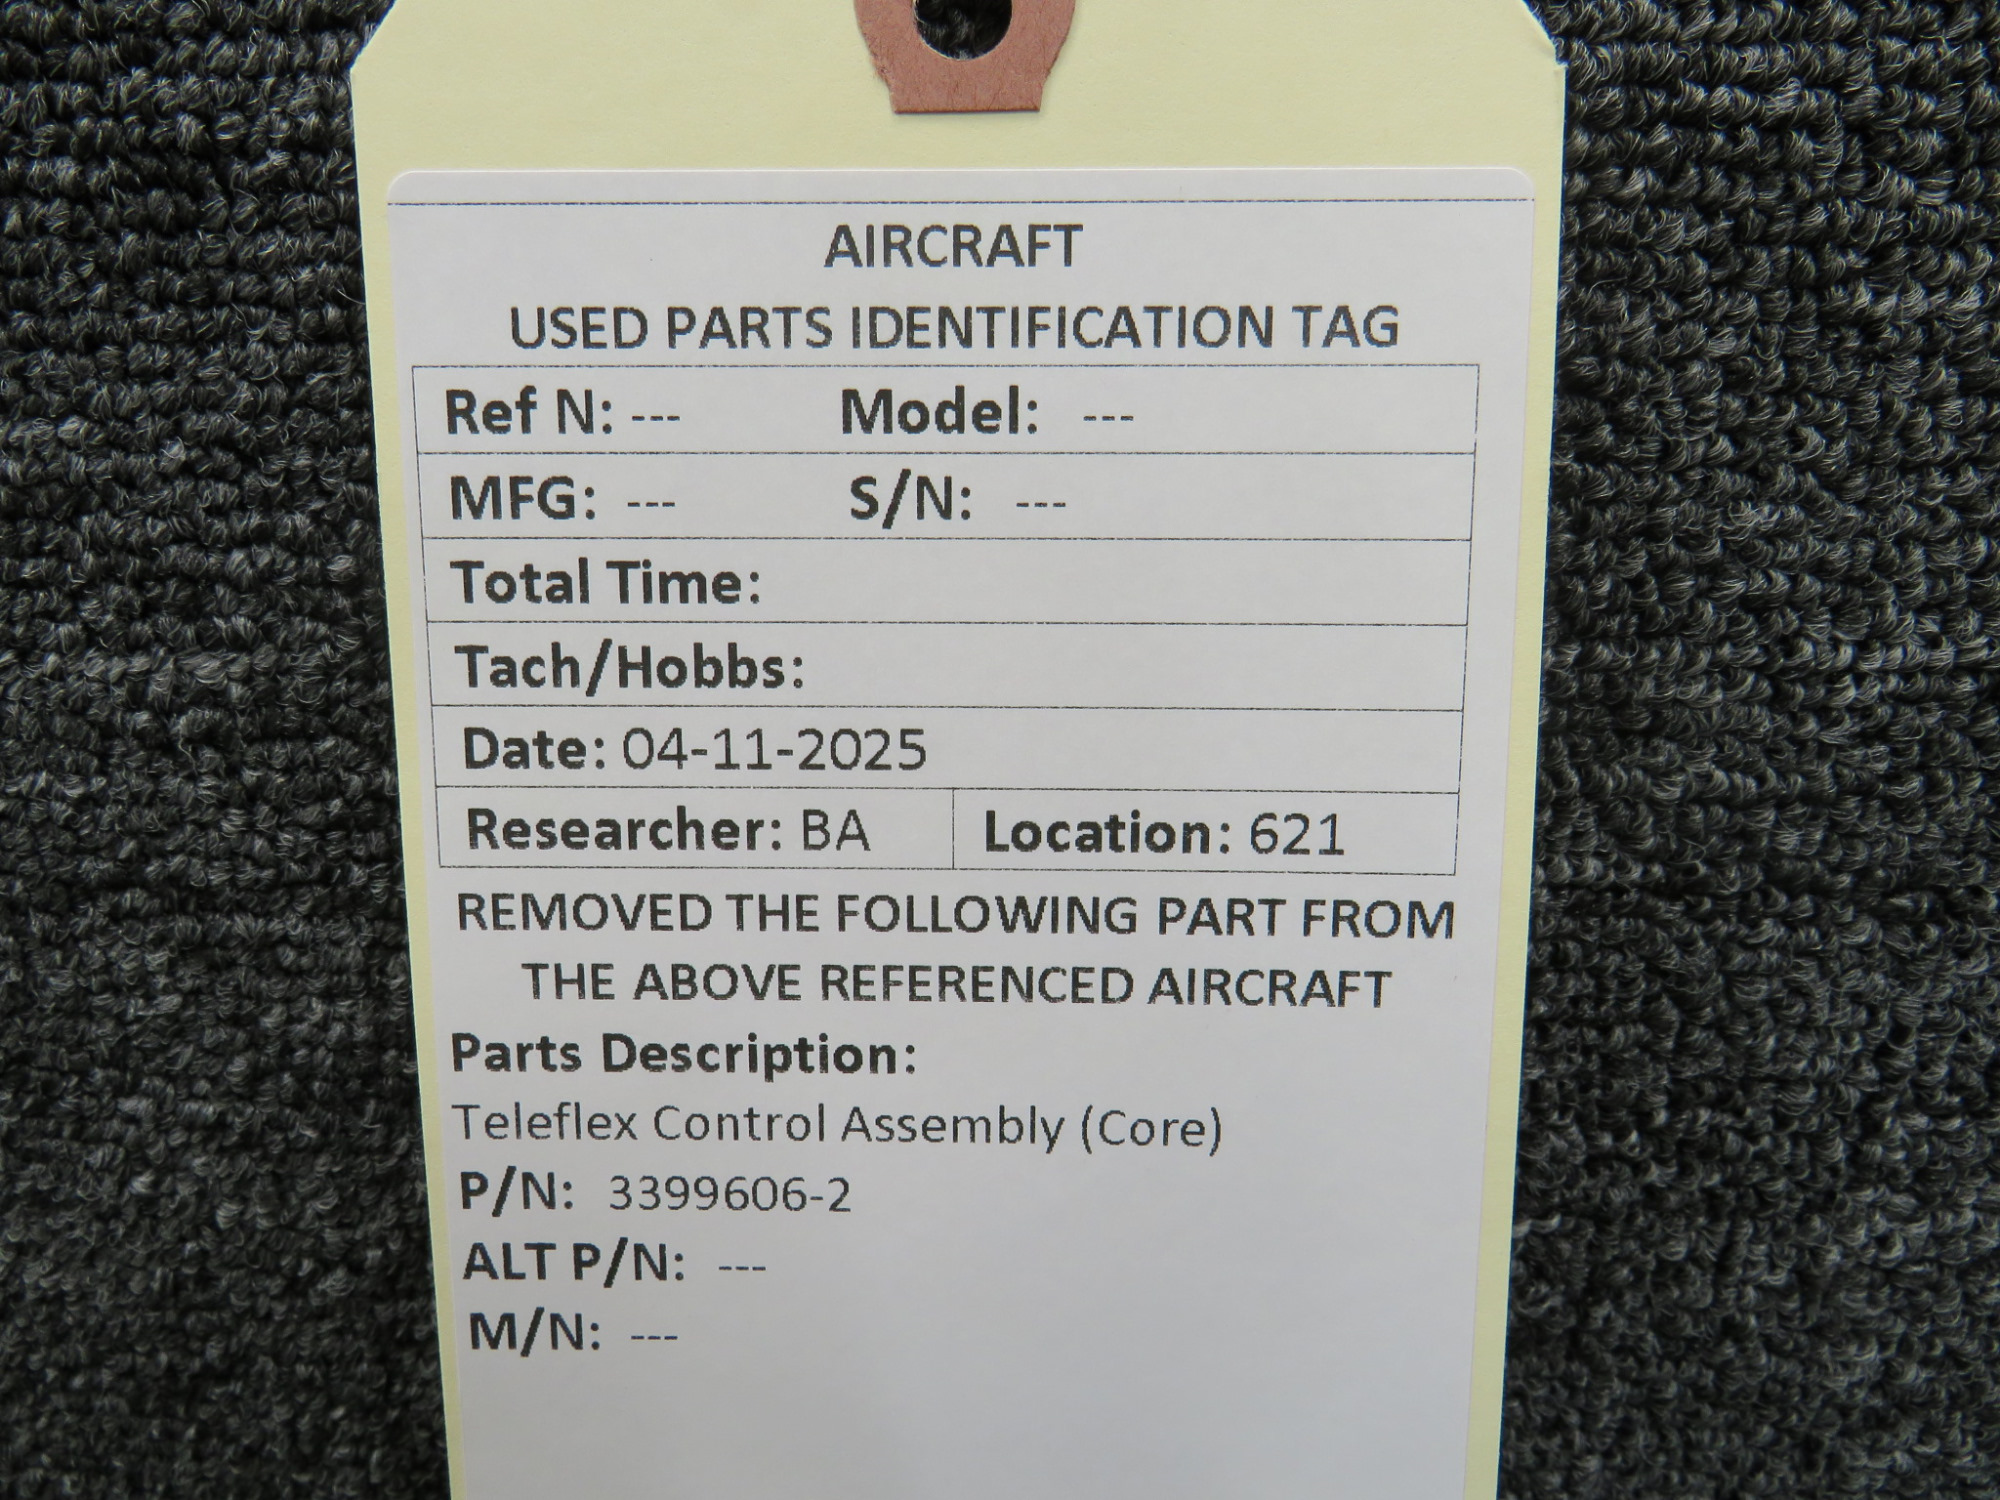 AIRCRAFT
USED PARTS IDENTIFICATION TAG
Ref N: --- Model: ---
MFG: --- S/N: ---
Total Time:
Tach/Hobbs:
Date: 04-11-2025
Researcher: BA Location: 621
REMOVED THE FOLLOWING PART FROM
THE ABOVE REFERENCED AIRCRAFT
Parts Description:
Teleflex Control Assembly (Core)
P/N: 3399606-2
ALT P/N: ---
M/N: ---